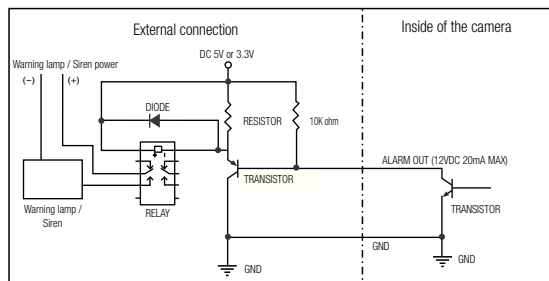 External connection
Inside of the camera
DC 5V or 3.3V
Warning lamp / Siren power
(−)
(+)
DIODE
RESISTOR
10K ohm
ALARM OUT (12VDC 20mA MAX)
TRANSISTOR
TRANSISTOR
Warning lamp /
Siren
RELAY
GND
GND
GND